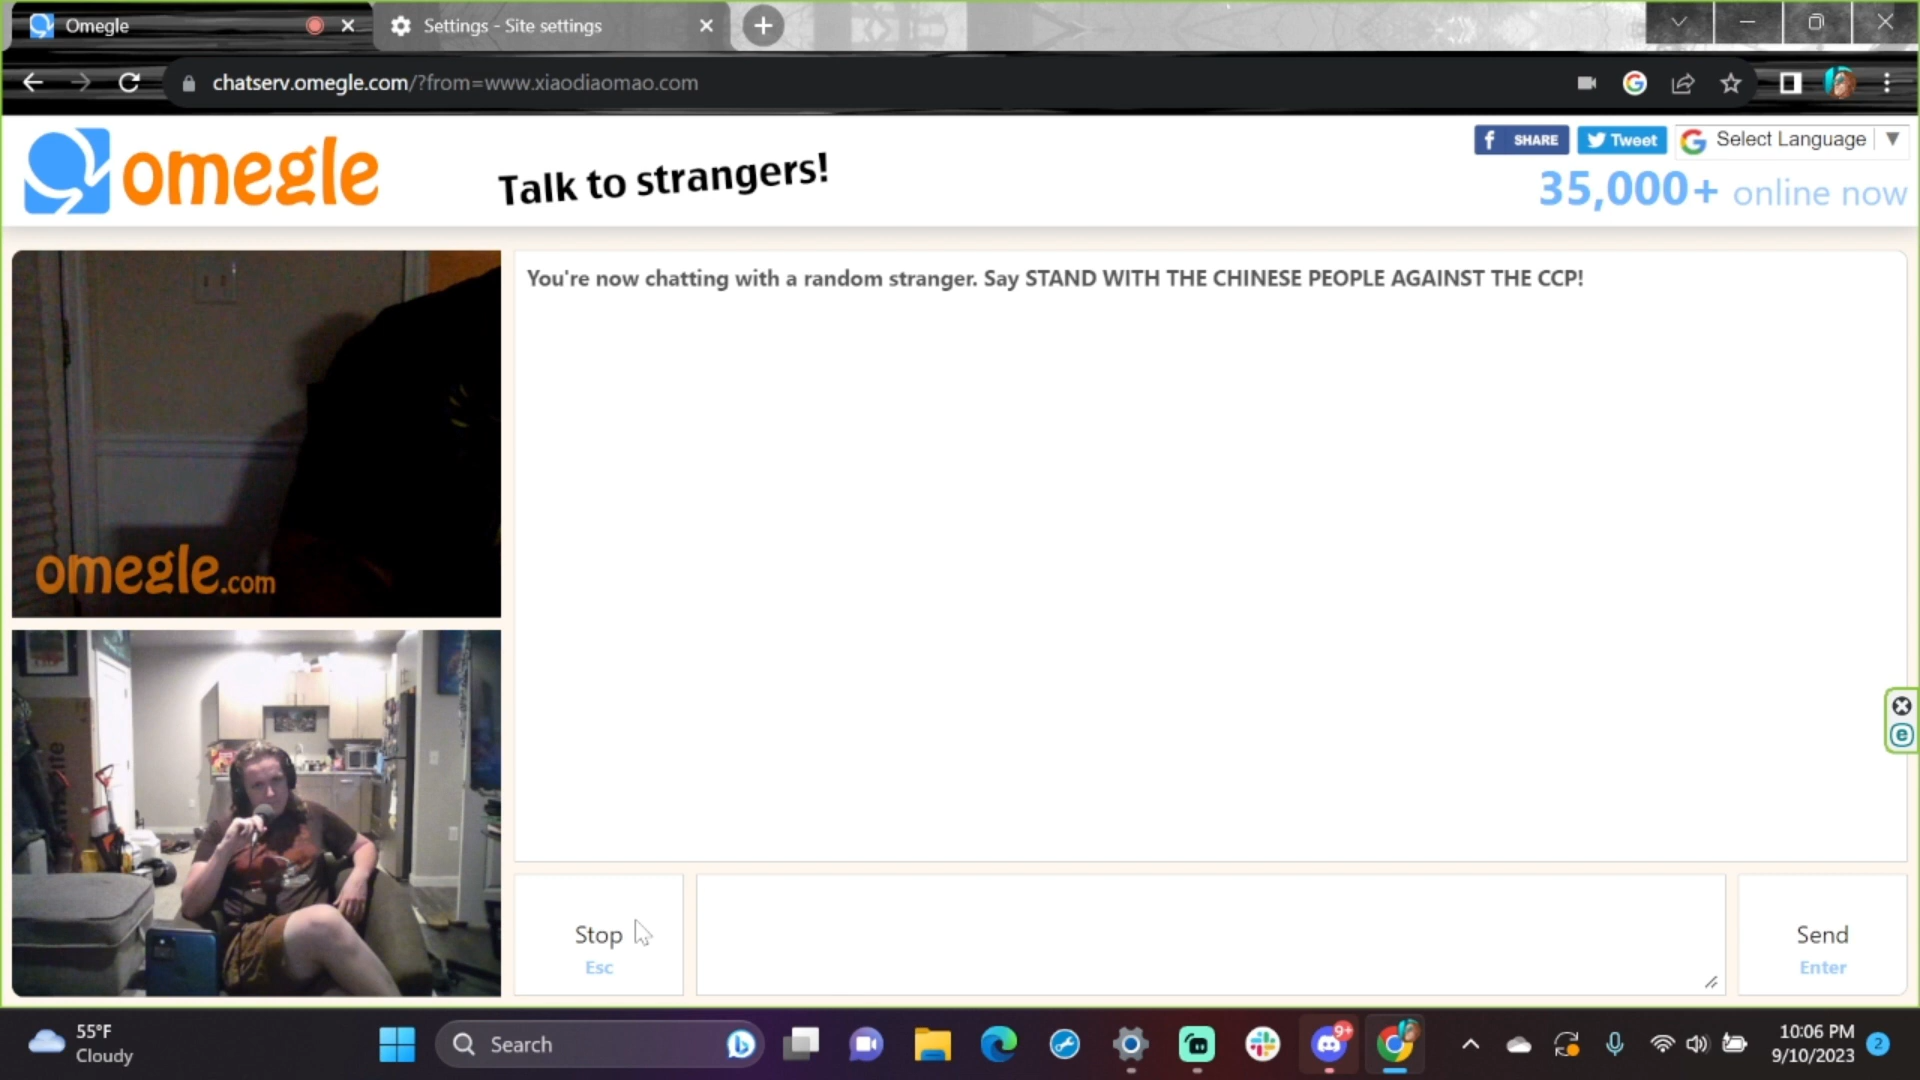 Omegle
Settings - Site settings
chatserv.omegle.com/?from=www.xiaodiaomao.com
omegle
Talk to strangers!
SHARE
Tweet
Select Language
35,000+ online now
You're now chatting with a random stranger. Say STAND WITH THE CHINESE PEOPLE AGAINST THE CCP!
omegle.com
Stop
Esc
Send
Enter
55°F
Cloudy
Search
9+
10:06 PM
9/10/2023
2